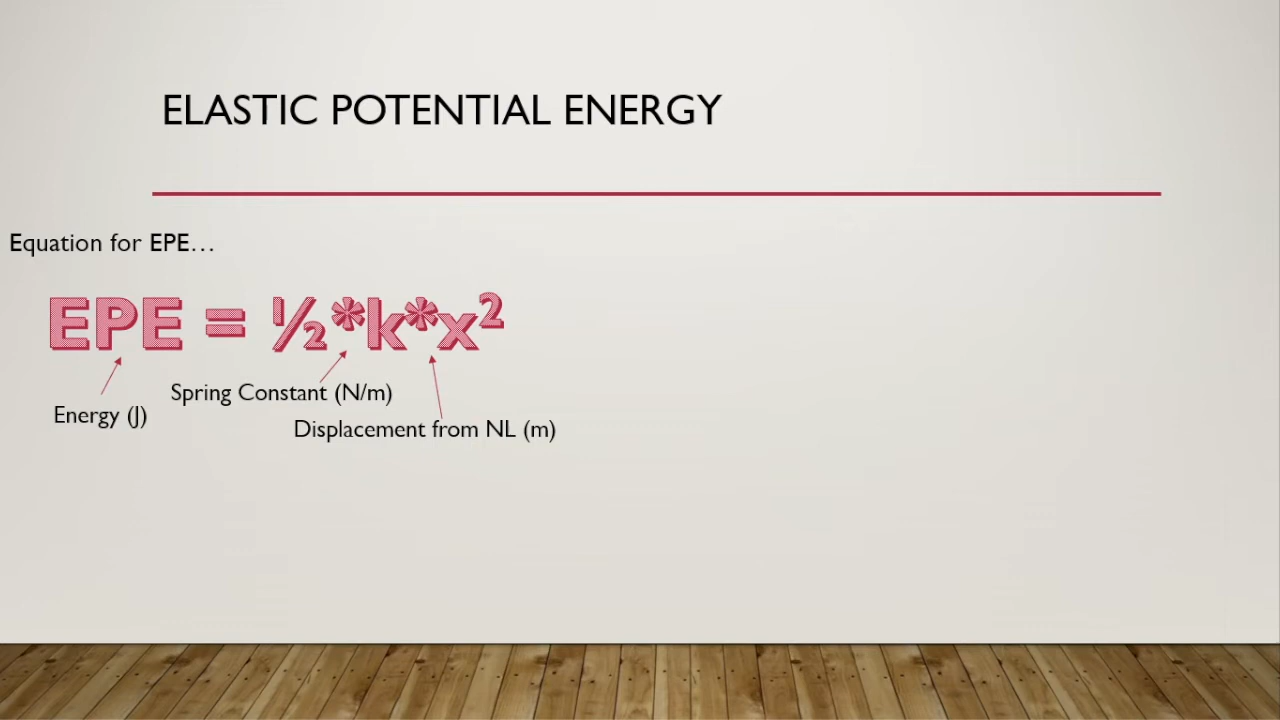 ELASTIC POTENTIAL ENERGY
Equation for EPE…
EPE = ½*k*x²
Spring Constant (N/m)
Energy (J)
Displacement from NL (m)